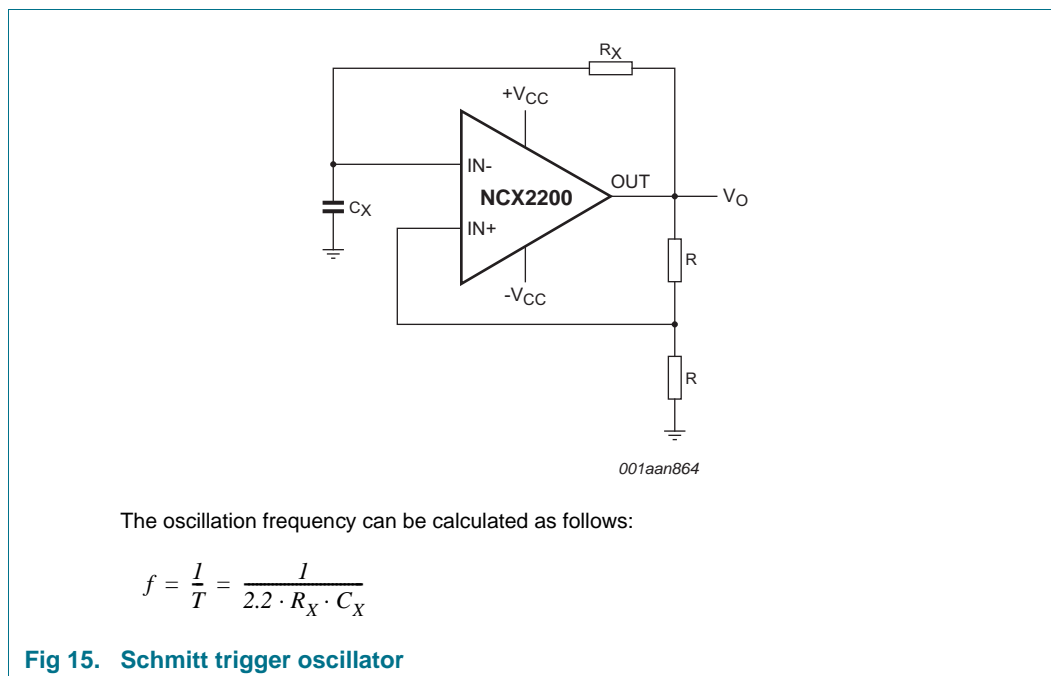 RX
+VCC
IN-
OUT
NCX2200
VO
CX
IN+
R
-VCC
R
001aan864
The oscillation frequency can be calculated as follows:
f = 1/T = 1/(2.2 · RX · CX)
Fig 15. Schmitt trigger oscillator